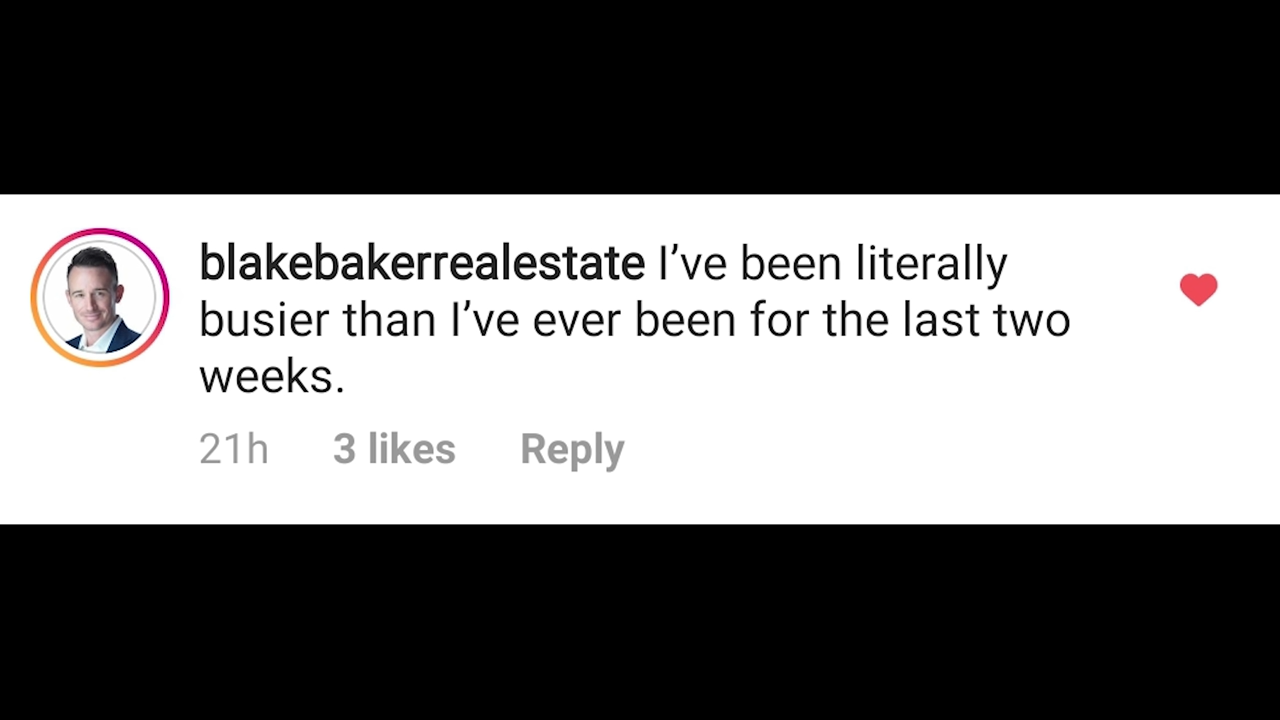 blakebakerrealestate I’ve been literally
busier than I’ve ever been for the last two
weeks.
21h 3 likes Reply